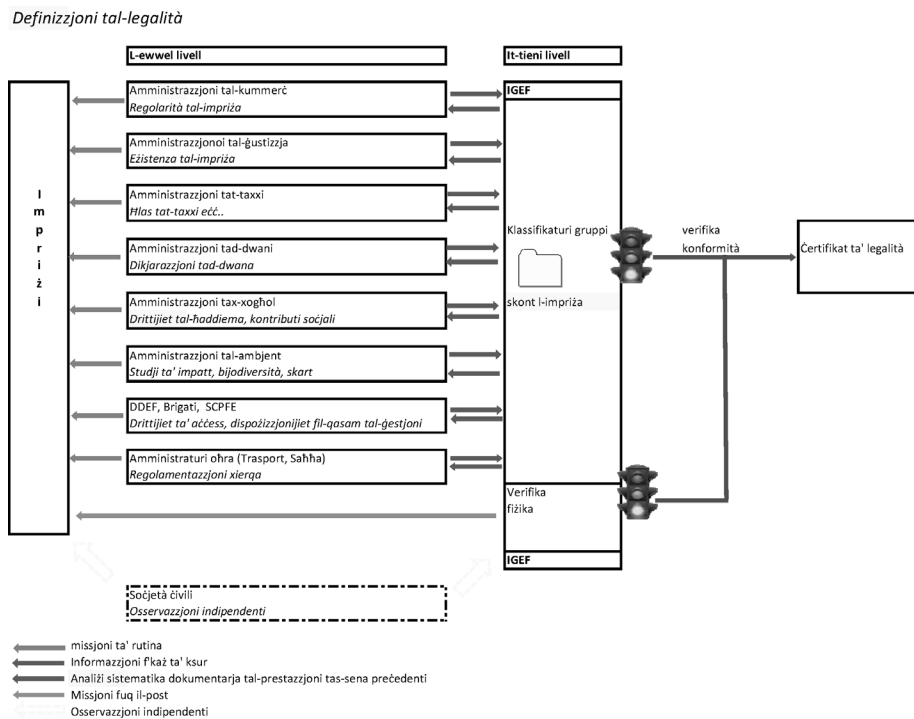 Definizzjoni tal-legalità
L-ewwel livell
It-tieni livell
Impriżi
Amministrazzjoni tal-kummerċ
Regolarità tal-impriża
Amministrazzjonoi tal-ġustizzja
Eżistenza tal-impriża
Amministrazzjoni tat-taxxi
Ħlas tat-taxxi eċċ..
Amministrazzjoni tad-dwani
Dikjarazzjoni tad-dwana
Amministrazzjoni tax-xogħol
Drittijiet tal-ħaddiema, kontributi soċjali
Amministrazzjoni tal-ambjent
Studji ta' impatt, bijodiversità, skart
DDEF, Brigati, SCPFE
Drittijiet ta' aċċess, dispożizzjonijiet fil-qasam tal-ġestjoni
Amministraturi oħra (Trasport, Saħħa)
Regolamentazzjoni xierqa
IGEF
Klassifikaturi gruppi
skont l-impriża
verifika
konformità
Ċertifikat ta' legalità
Verifika
fiżika
IGEF
Soċjetà ċivili
Osservazzjoni indipendenti
missjoni ta' rutina
Informazzjoni f'każ ta' ksur
Analiżi sistematika dokumentarja tal-prestazzjoni tas-sena preċedenti
Missjoni fuq il-post
Osservazzjoni indipendenti